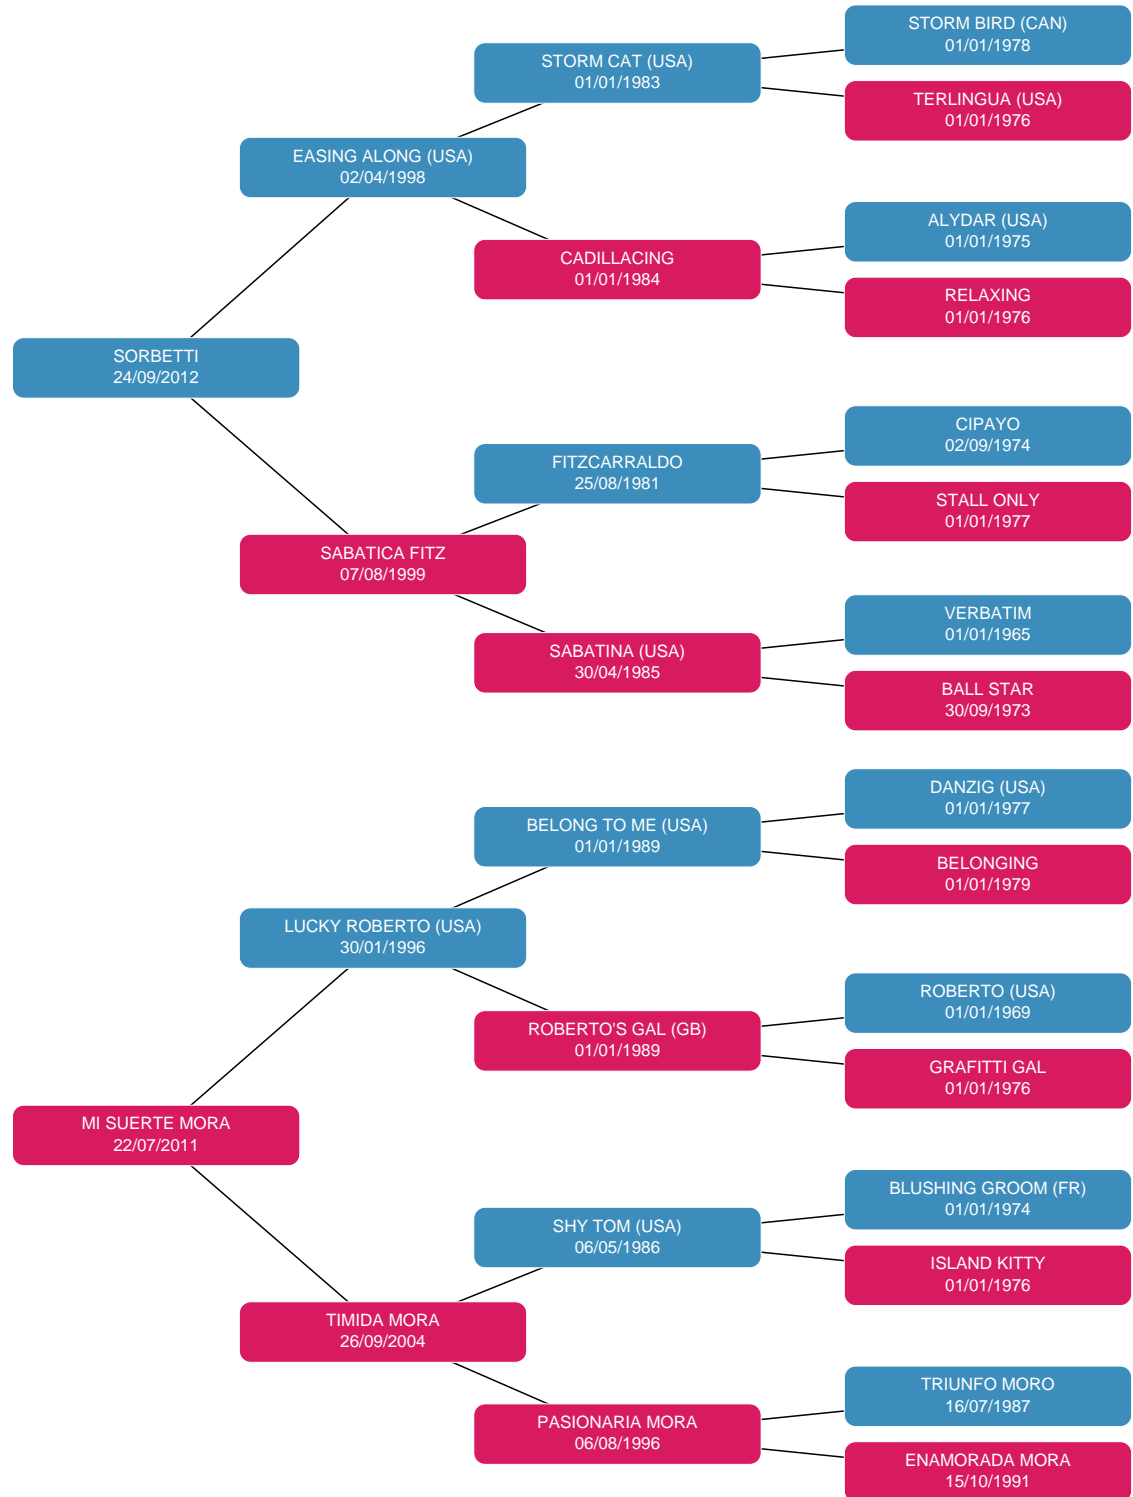 STORM BIRD (CAN)
01/01/1978
STORM CAT (USA)
01/01/1983
TERLINGUA (USA)
01/01/1976
EASING ALONG (USA)
02/04/1998
ALYDAR (USA)
01/01/1975
CADILLACING
01/01/1984
RELAXING
01/01/1976
SORBETTI
24/09/2012
CIPAYO
02/09/1974
FITZCARRALDO
25/08/1981
STALL ONLY
01/01/1977
SABATICA FITZ
07/08/1999
VERBATIM
01/01/1965
SABATINA (USA)
30/04/1985
BALL STAR
30/09/1973
DANZIG (USA)
01/01/1977
BELONG TO ME (USA)
01/01/1989
BELONGING
01/01/1979
LUCKY ROBERTO (USA)
30/01/1996
ROBERTO (USA)
01/01/1969
ROBERTO'S GAL (GB)
01/01/1989
GRAFITTI GAL
01/01/1976
MI SUERTE MORA
22/07/2011
BLUSHING GROOM (FR)
01/01/1974
SHY TOM (USA)
06/05/1986
ISLAND KITTY
01/01/1976
TIMIDA MORA
26/09/2004
TRIUNFO MORO
16/07/1987
PASIONARIA MORA
06/08/1996
ENAMORADA MORA
15/10/1991